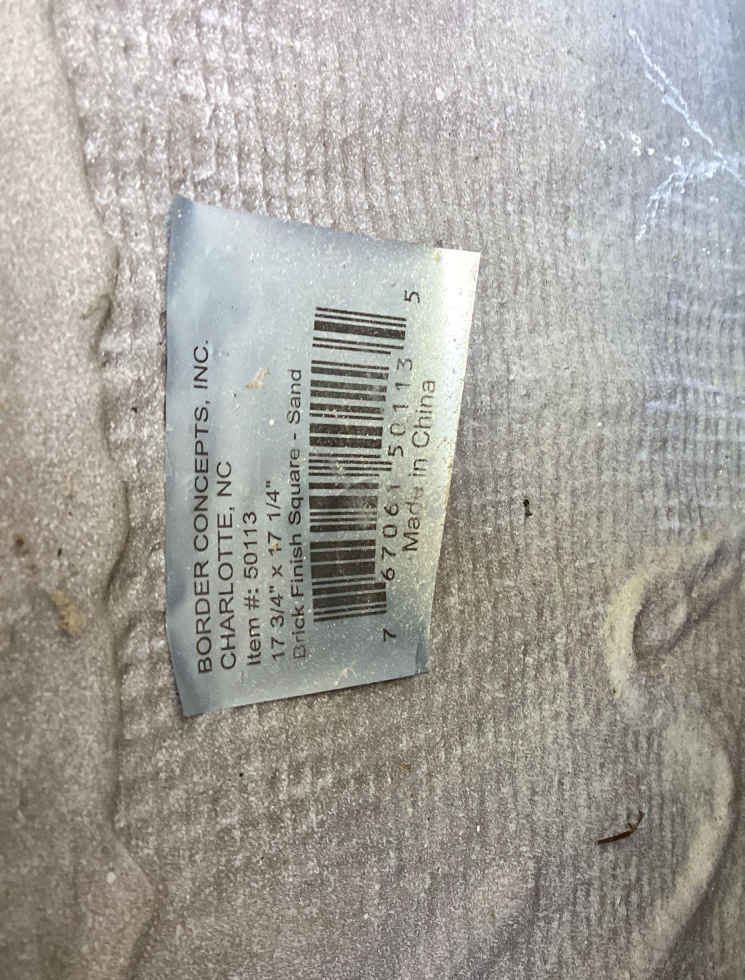 BORDER CONCEPTS, INC.
CHARLOTTE, NC
Item #: 50113
17 3/4" x 17 1/4"
Brick Finish Square - Sand
7 67061 50113 5
Made in China